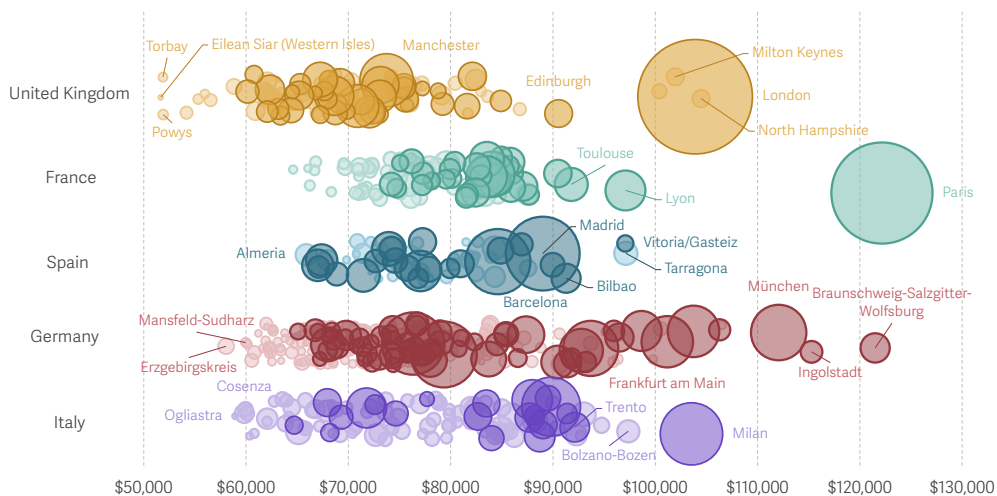 Torbay
Eilean Siar (Western Isles)
Manchester
Milton Keynes
Edinburgh
United Kingdom
London
Powys
North Hampshire
Toulouse
France
Lyon
Paris
Madrid
Almeria
Vitoria/Gasteiz
Spain
Tarragona
Bilbao
Barcelona
München
Braunschweig-Salzgitter-
Wolfsburg
Mansfeld-Sudharz
Germany
Erzgebirgskreis
Ingolstadt
Frankfurt am Main
Cosenza
Ogliastra
Trento
Italy
Milan
Bolzano-Bozen
$50,000 $60,000 $70,000 $80,000 $90,000 $100,000 $110,000 $120,000 $130,000